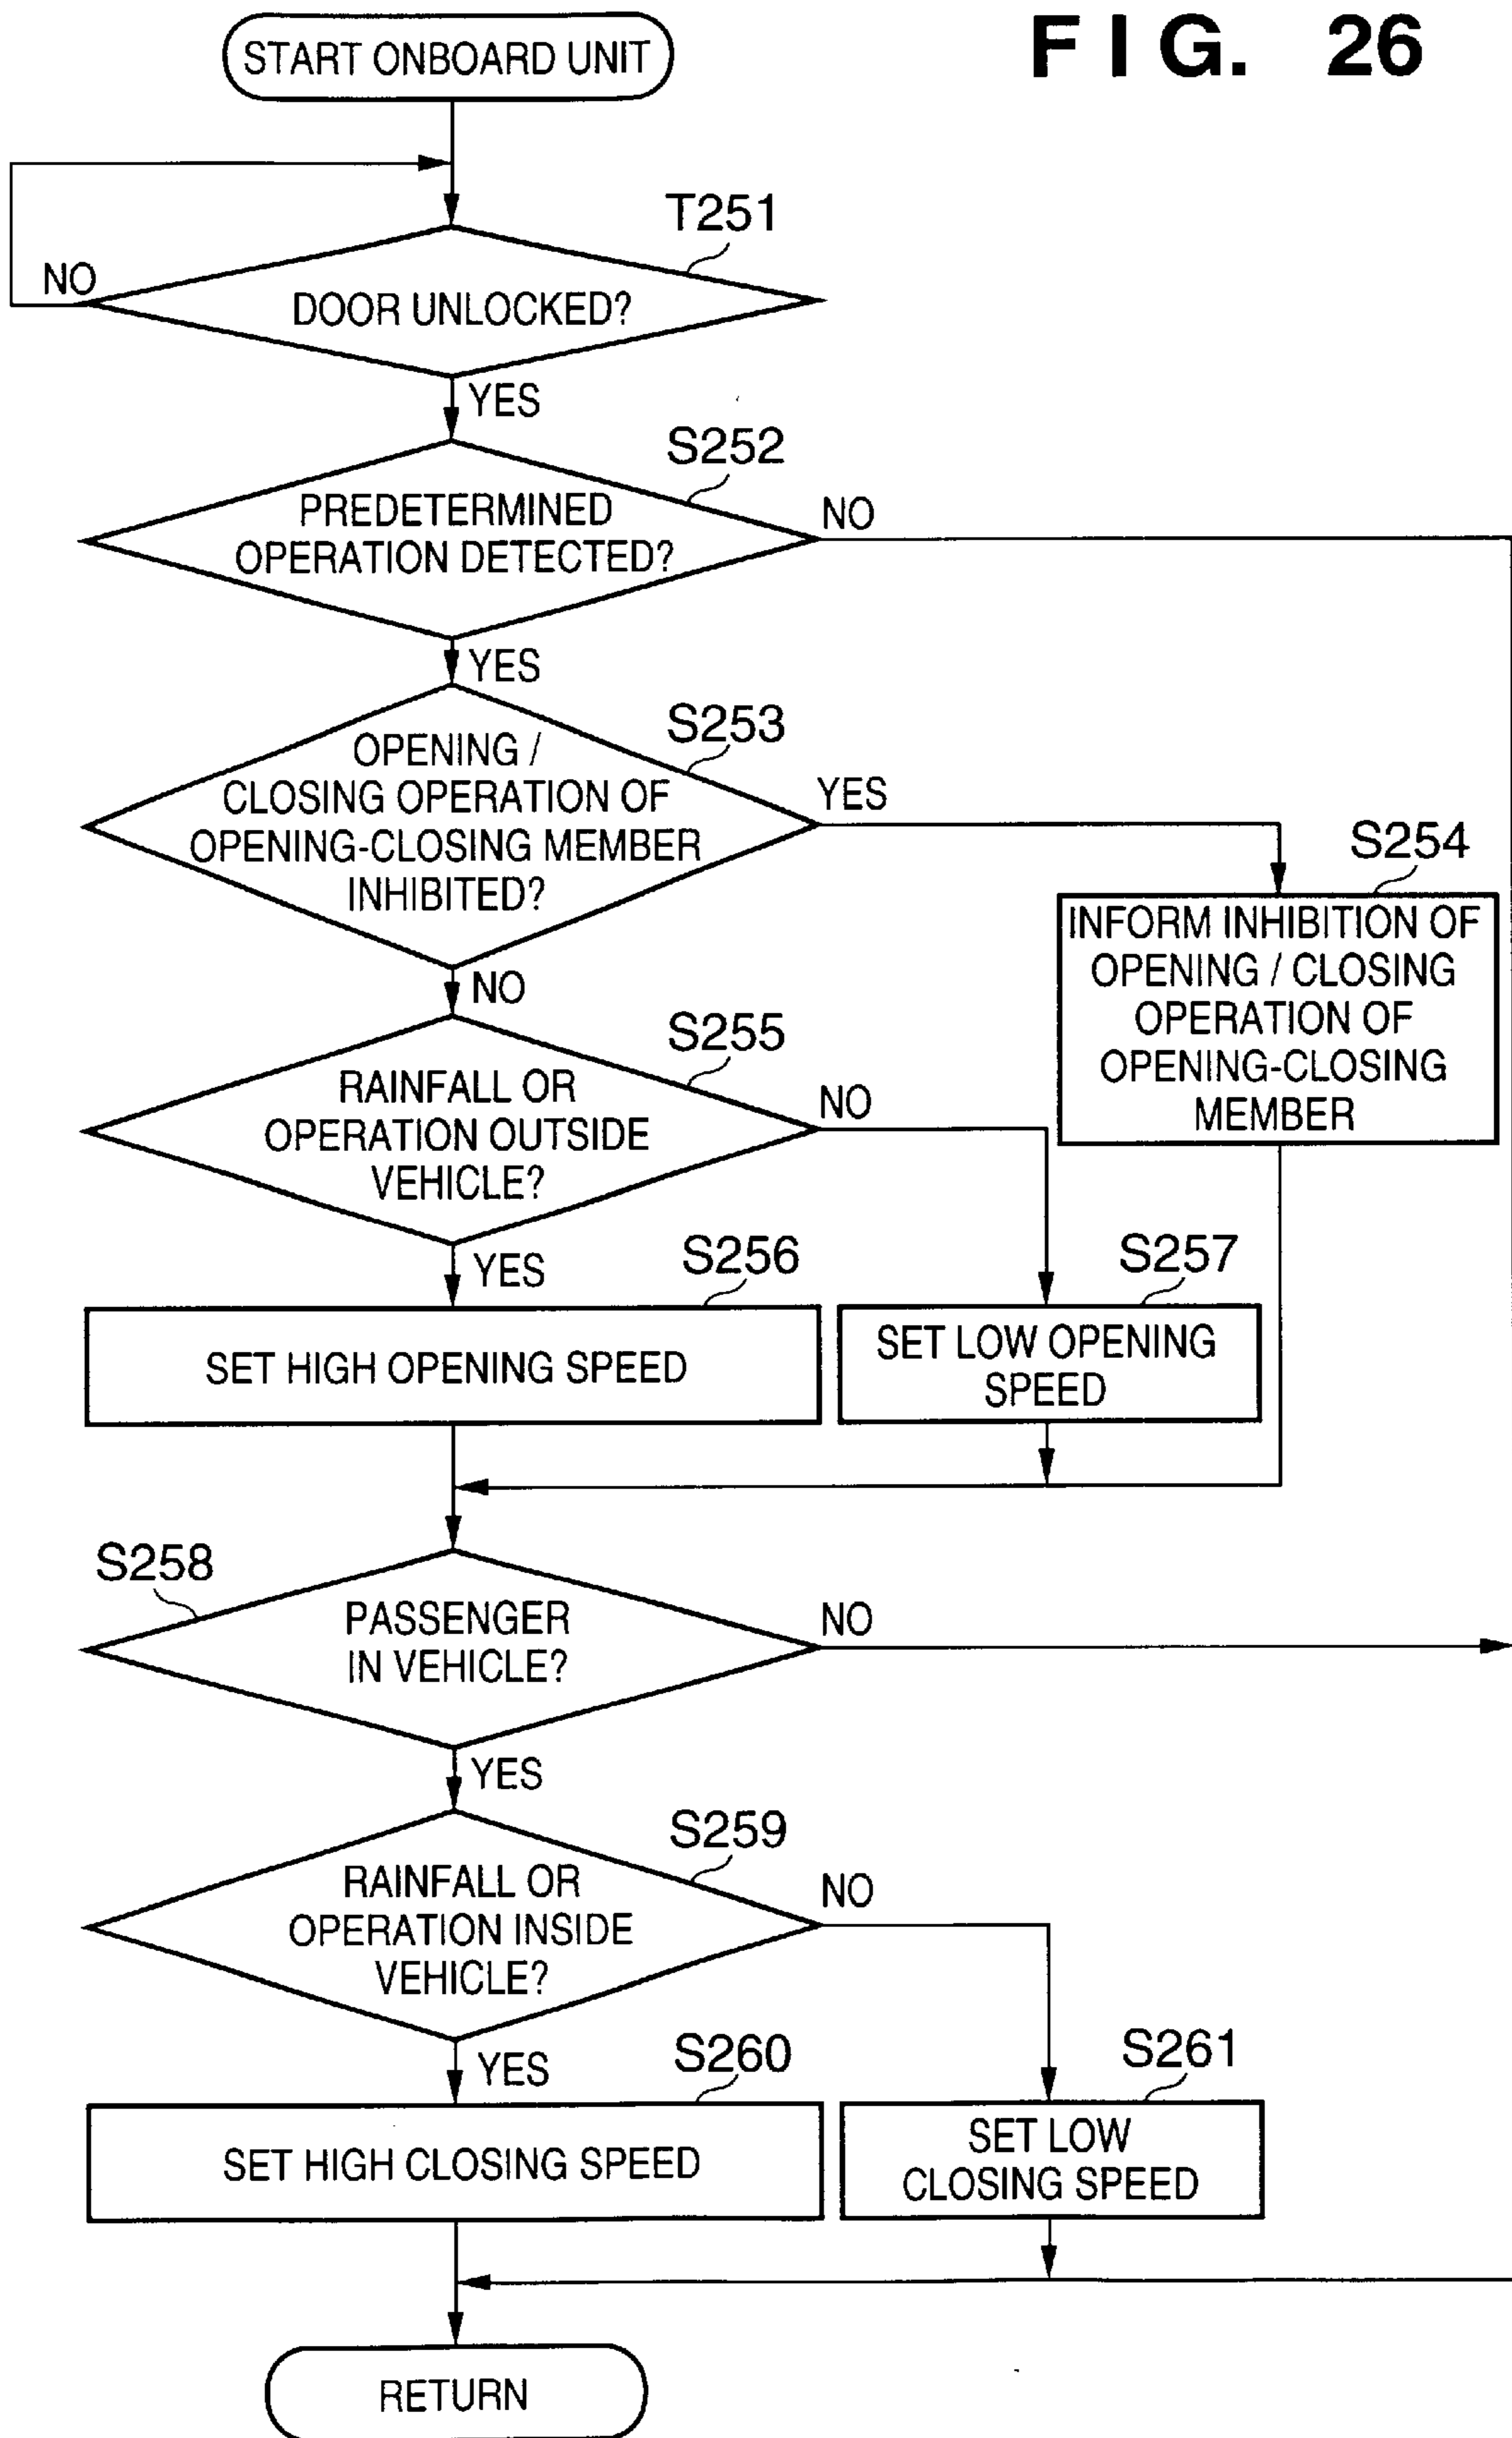 FIG. 26
START ONBOARD UNIT
T251
NO
DOOR UNLOCKED?
YES
S252
PREDETERMINED
OPERATION DETECTED?
NO
YES
S253
OPENING /
CLOSING OPERATION OF
OPENING-CLOSING MEMBER
INHIBITED?
YES
S254
INFORM INHIBITION OF
OPENING / CLOSING
OPERATION OF
OPENING-CLOSING
MEMBER
NO
S255
RAINFALL OR
OPERATION OUTSIDE
VEHICLE?
NO
YES
S256
SET HIGH OPENING SPEED
S257
SET LOW OPENING
SPEED
S258
PASSENGER
IN VEHICLE?
NO
YES
S259
RAINFALL OR
OPERATION INSIDE
VEHICLE?
NO
YES
S260
SET HIGH CLOSING SPEED
S261
SET LOW
CLOSING SPEED
RETURN